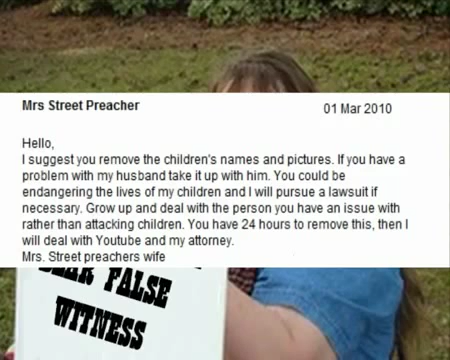 Mrs Street Preacher 01 Mar 2010
Hello,
I suggest you remove the children's names and pictures. If you have a
problem with my husband take it up with him. You could be
endangering the lives of my children and I will pursue a lawsuit if
necessary. Grow up and deal with the person you have an issue with
rather than attacking children. You have 24 hours to remove this, then I
will deal with Youtube and my attorney.
Mrs. Street preachers wife
FALSE
WITNESS